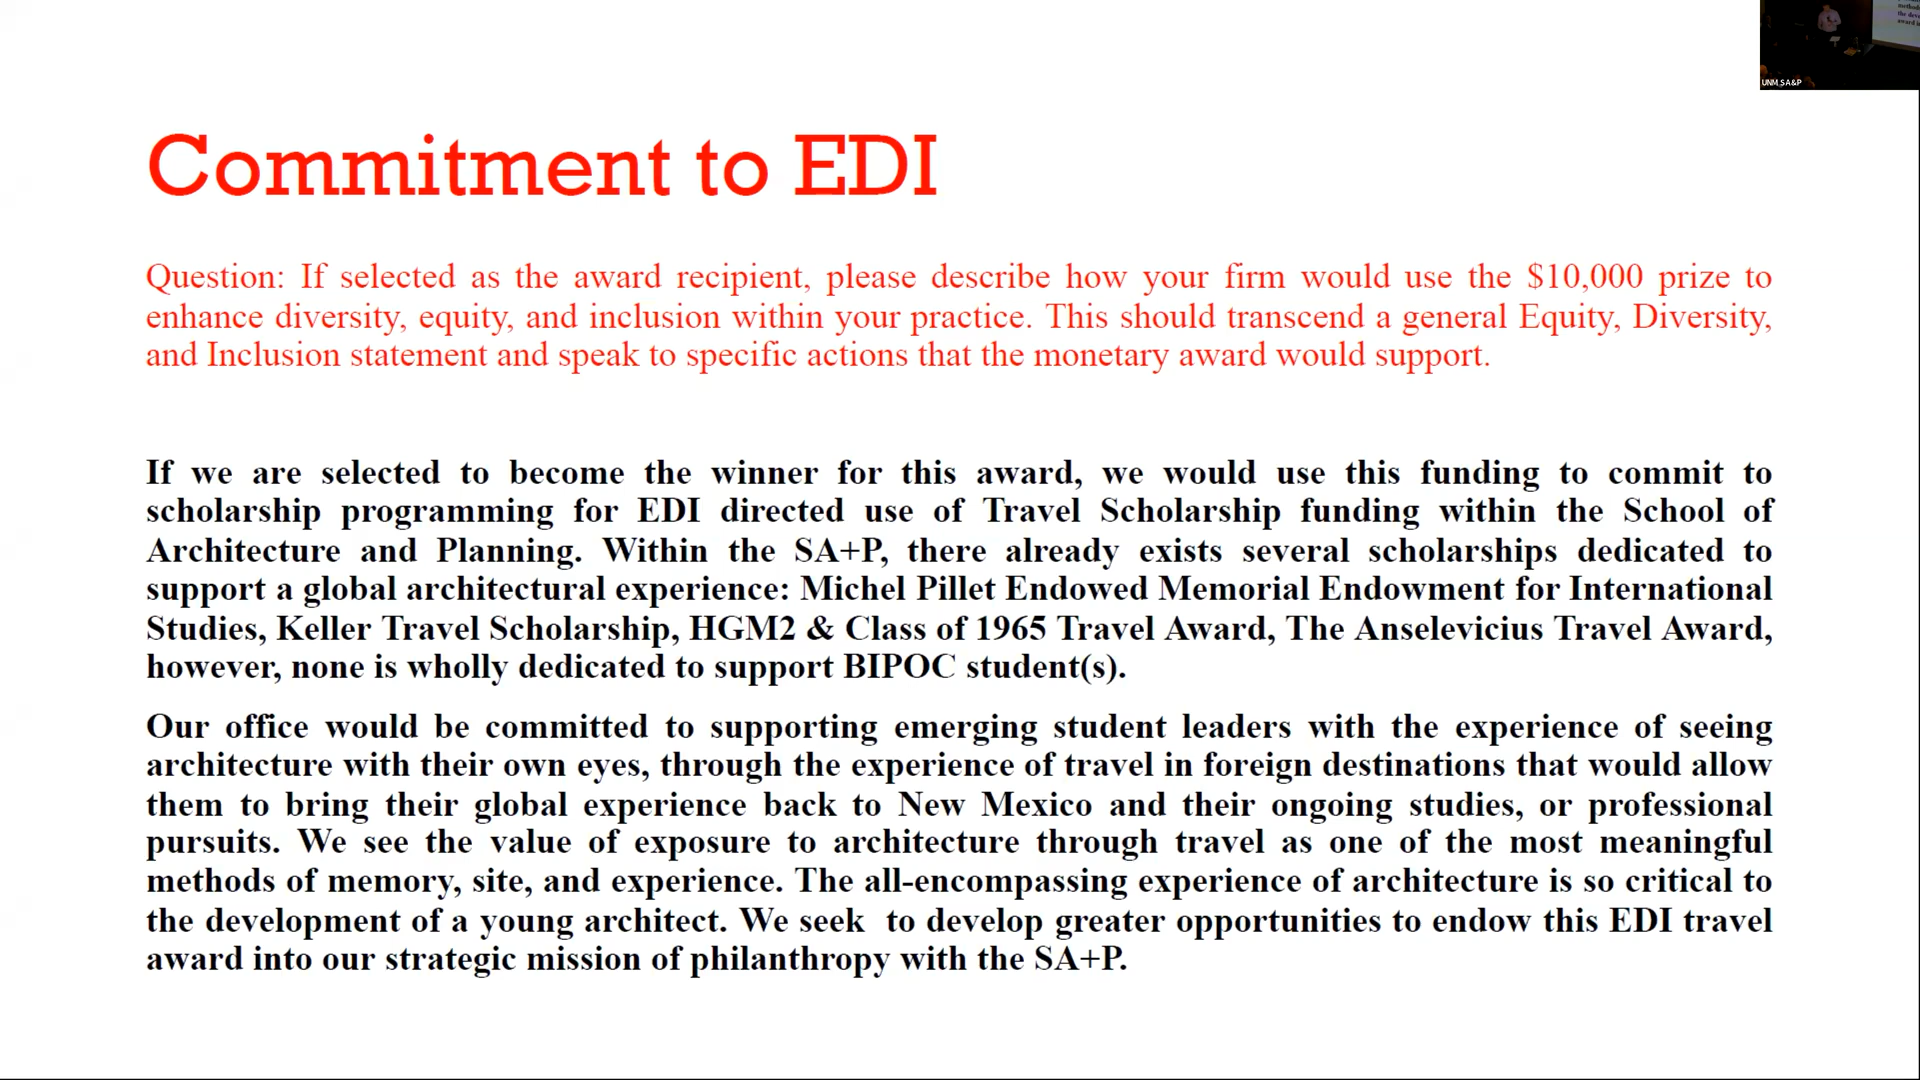 Commitment to EDI
Question: If selected as the award recipient, please describe how your firm would use the $10,000 prize to
enhance diversity, equity, and inclusion within your practice. This should transcend a general Equity, Diversity,
and Inclusion statement and speak to specific actions that the monetary award would support.
If we are selected to become the winner for this award, we would use this funding to commit to
scholarship programming for EDI directed use of Travel Scholarship funding within the School of
Architecture and Planning. Within the SA+P, there already exists several scholarships dedicated to
support a global architectural experience: Michel Pillet Endowed Memorial Endowment for International
Studies, Keller Travel Scholarship, HGM2 & Class of 1965 Travel Award, The Anselevicius Travel Award,
however, none is wholly dedicated to support BIPOC student(s).
Our office would be committed to supporting emerging student leaders with the experience of seeing
architecture with their own eyes, through the experience of travel in foreign destinations that would allow
them to bring their global experience back to New Mexico and their ongoing studies, or professional
pursuits. We see the value of exposure to architecture through travel as one of the most meaningful
methods of memory, site, and experience. The all-encompassing experience of architecture is so critical to
the development of a young architect. We seek to develop greater opportunities to endow this EDI travel
award into our strategic mission of philanthropy with the SA+P.
UNM SA&P